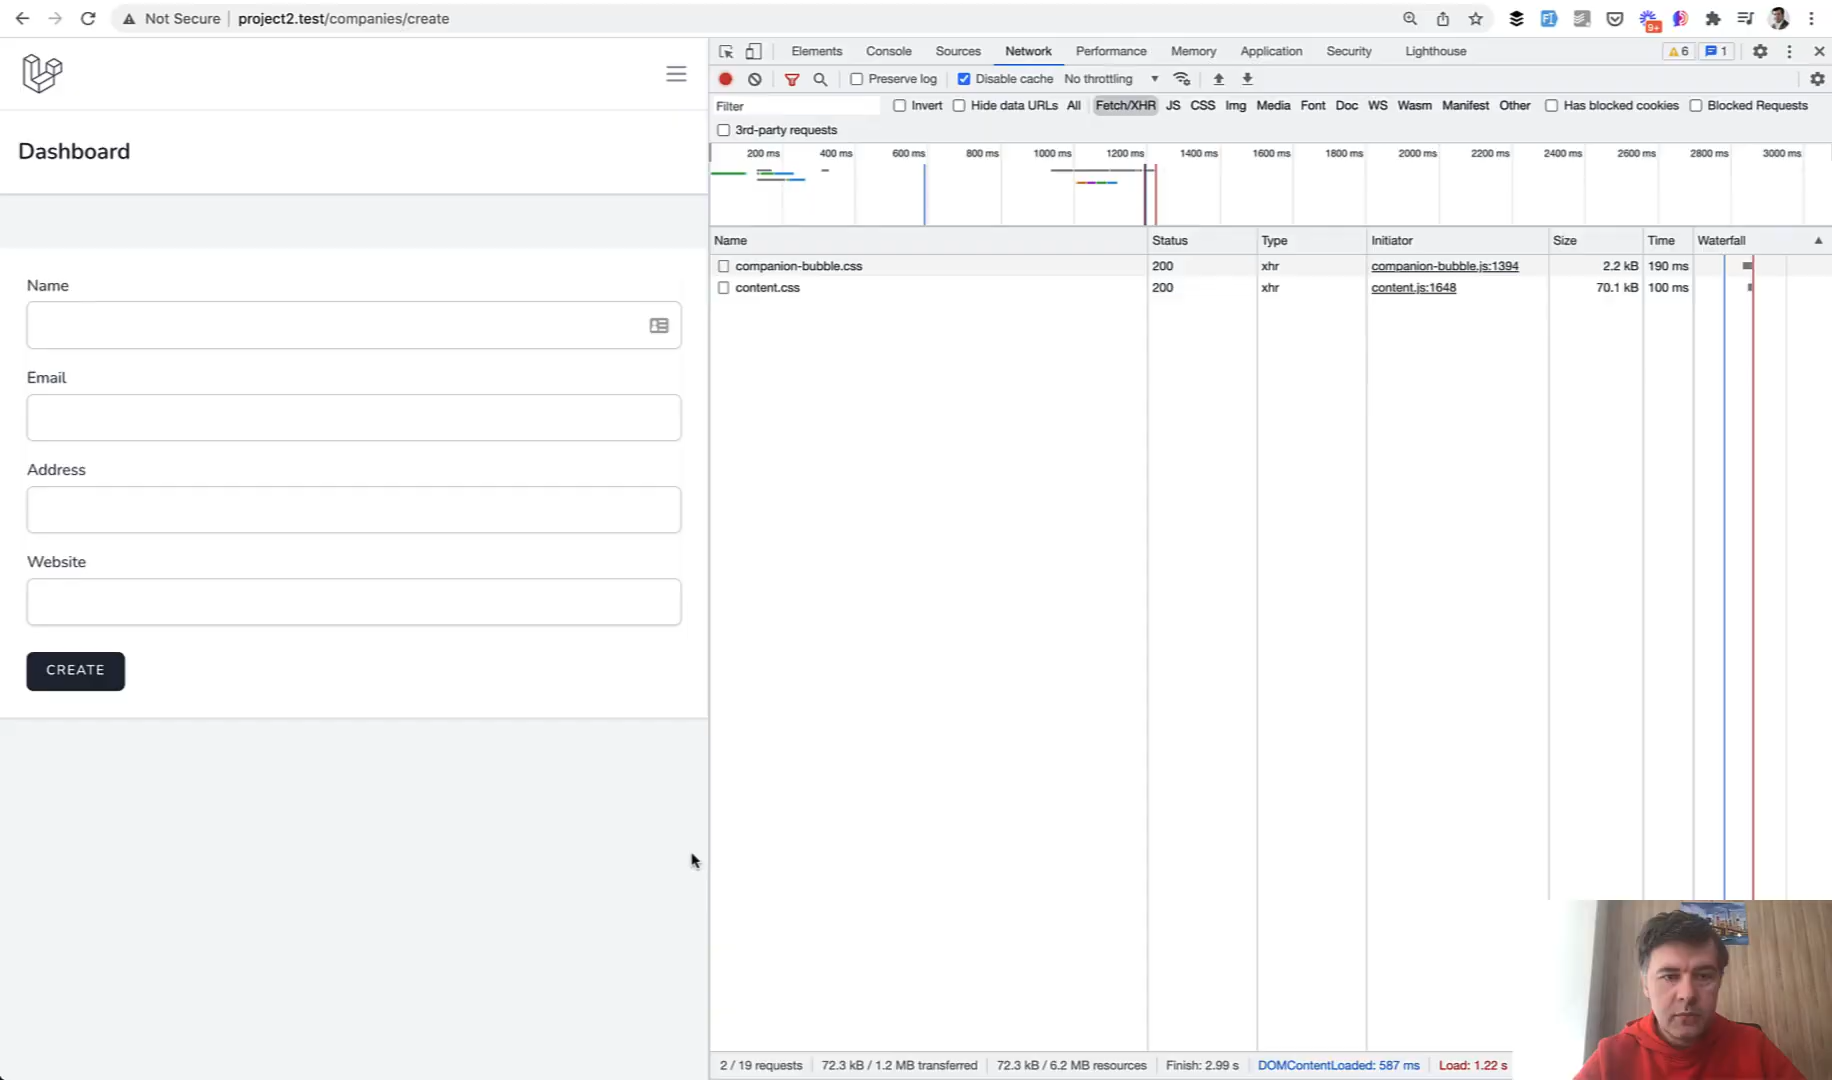 Not Secure project2.test/companies/create 9+
Elements Console Sources Network Performance Memory Application Security Lighthouse 6 1
Preserve log Disable cache No throttling
Filter Invert Hide data URLs All Fetch/XHR JS CSS Img Media Font Doc WS Wasm Manifest Other Has blocked cookies Blocked Requests
3rd-party requests
200 ms 400 ms 600 ms 800 ms 1000 ms 1200 ms 1400 ms 1600 ms 1800 ms 2000 ms 2200 ms 2400 ms 2600 ms 2800 ms 3000 ms
Name Status Type Initiator Size Time Waterfall
companion-bubble.css 200 xhr companion-bubble.js:1394 2.2 kB 190 ms
content.css 200 xhr content.js:1648 70.1 kB 100 ms
2 / 19 requests 72.3 kB / 1.2 MB transferred 72.3 kB / 6.2 MB resources Finish: 2.99 s DOMContentLoaded: 587 ms Load: 1.22 s
Dashboard
Name
Email
Address
Website
CREATE